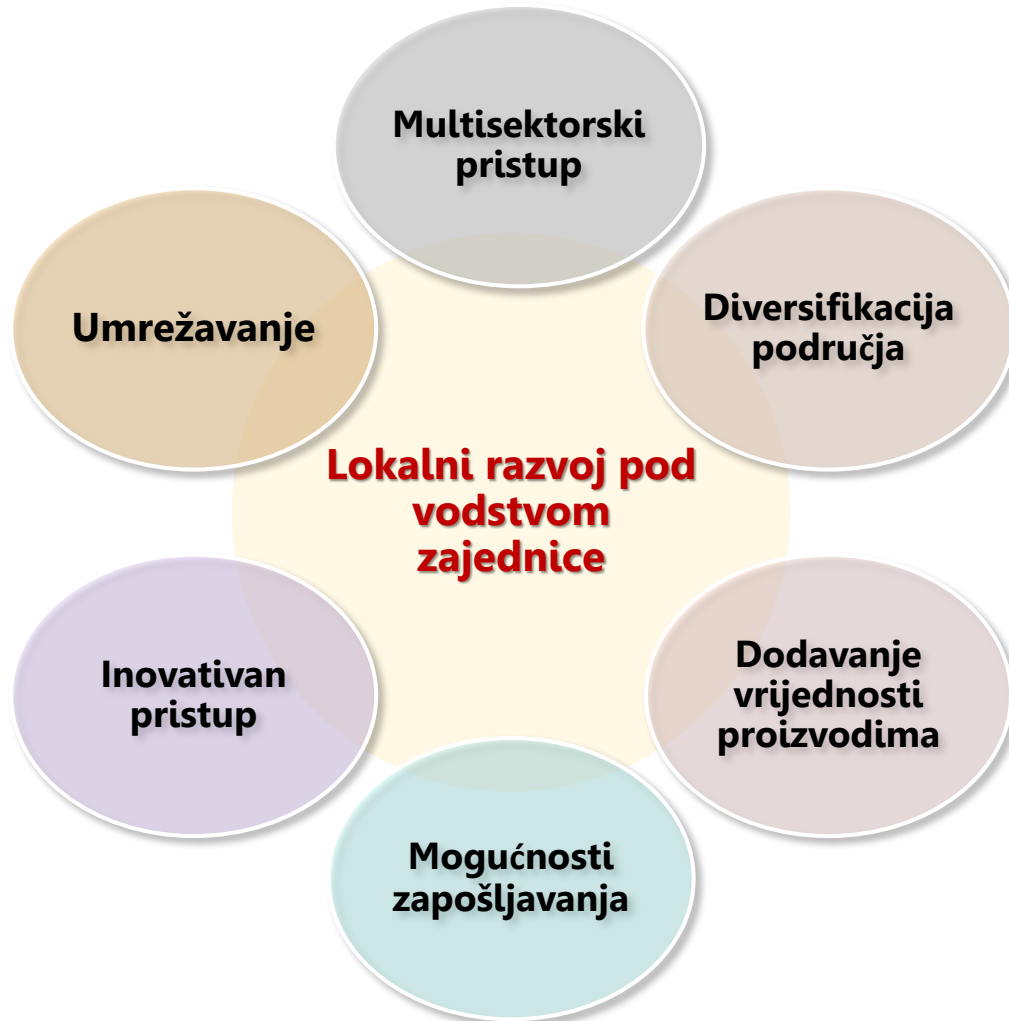 Multisektorski
pristup
Umrežavanje
Diversifikacija
područja
Lokalni razvoj pod
vodstvom
zajednice
Inovativan
pristup
Dodavanje
vrijednosti
proizvodima
Mogućnosti
zapošljavanja